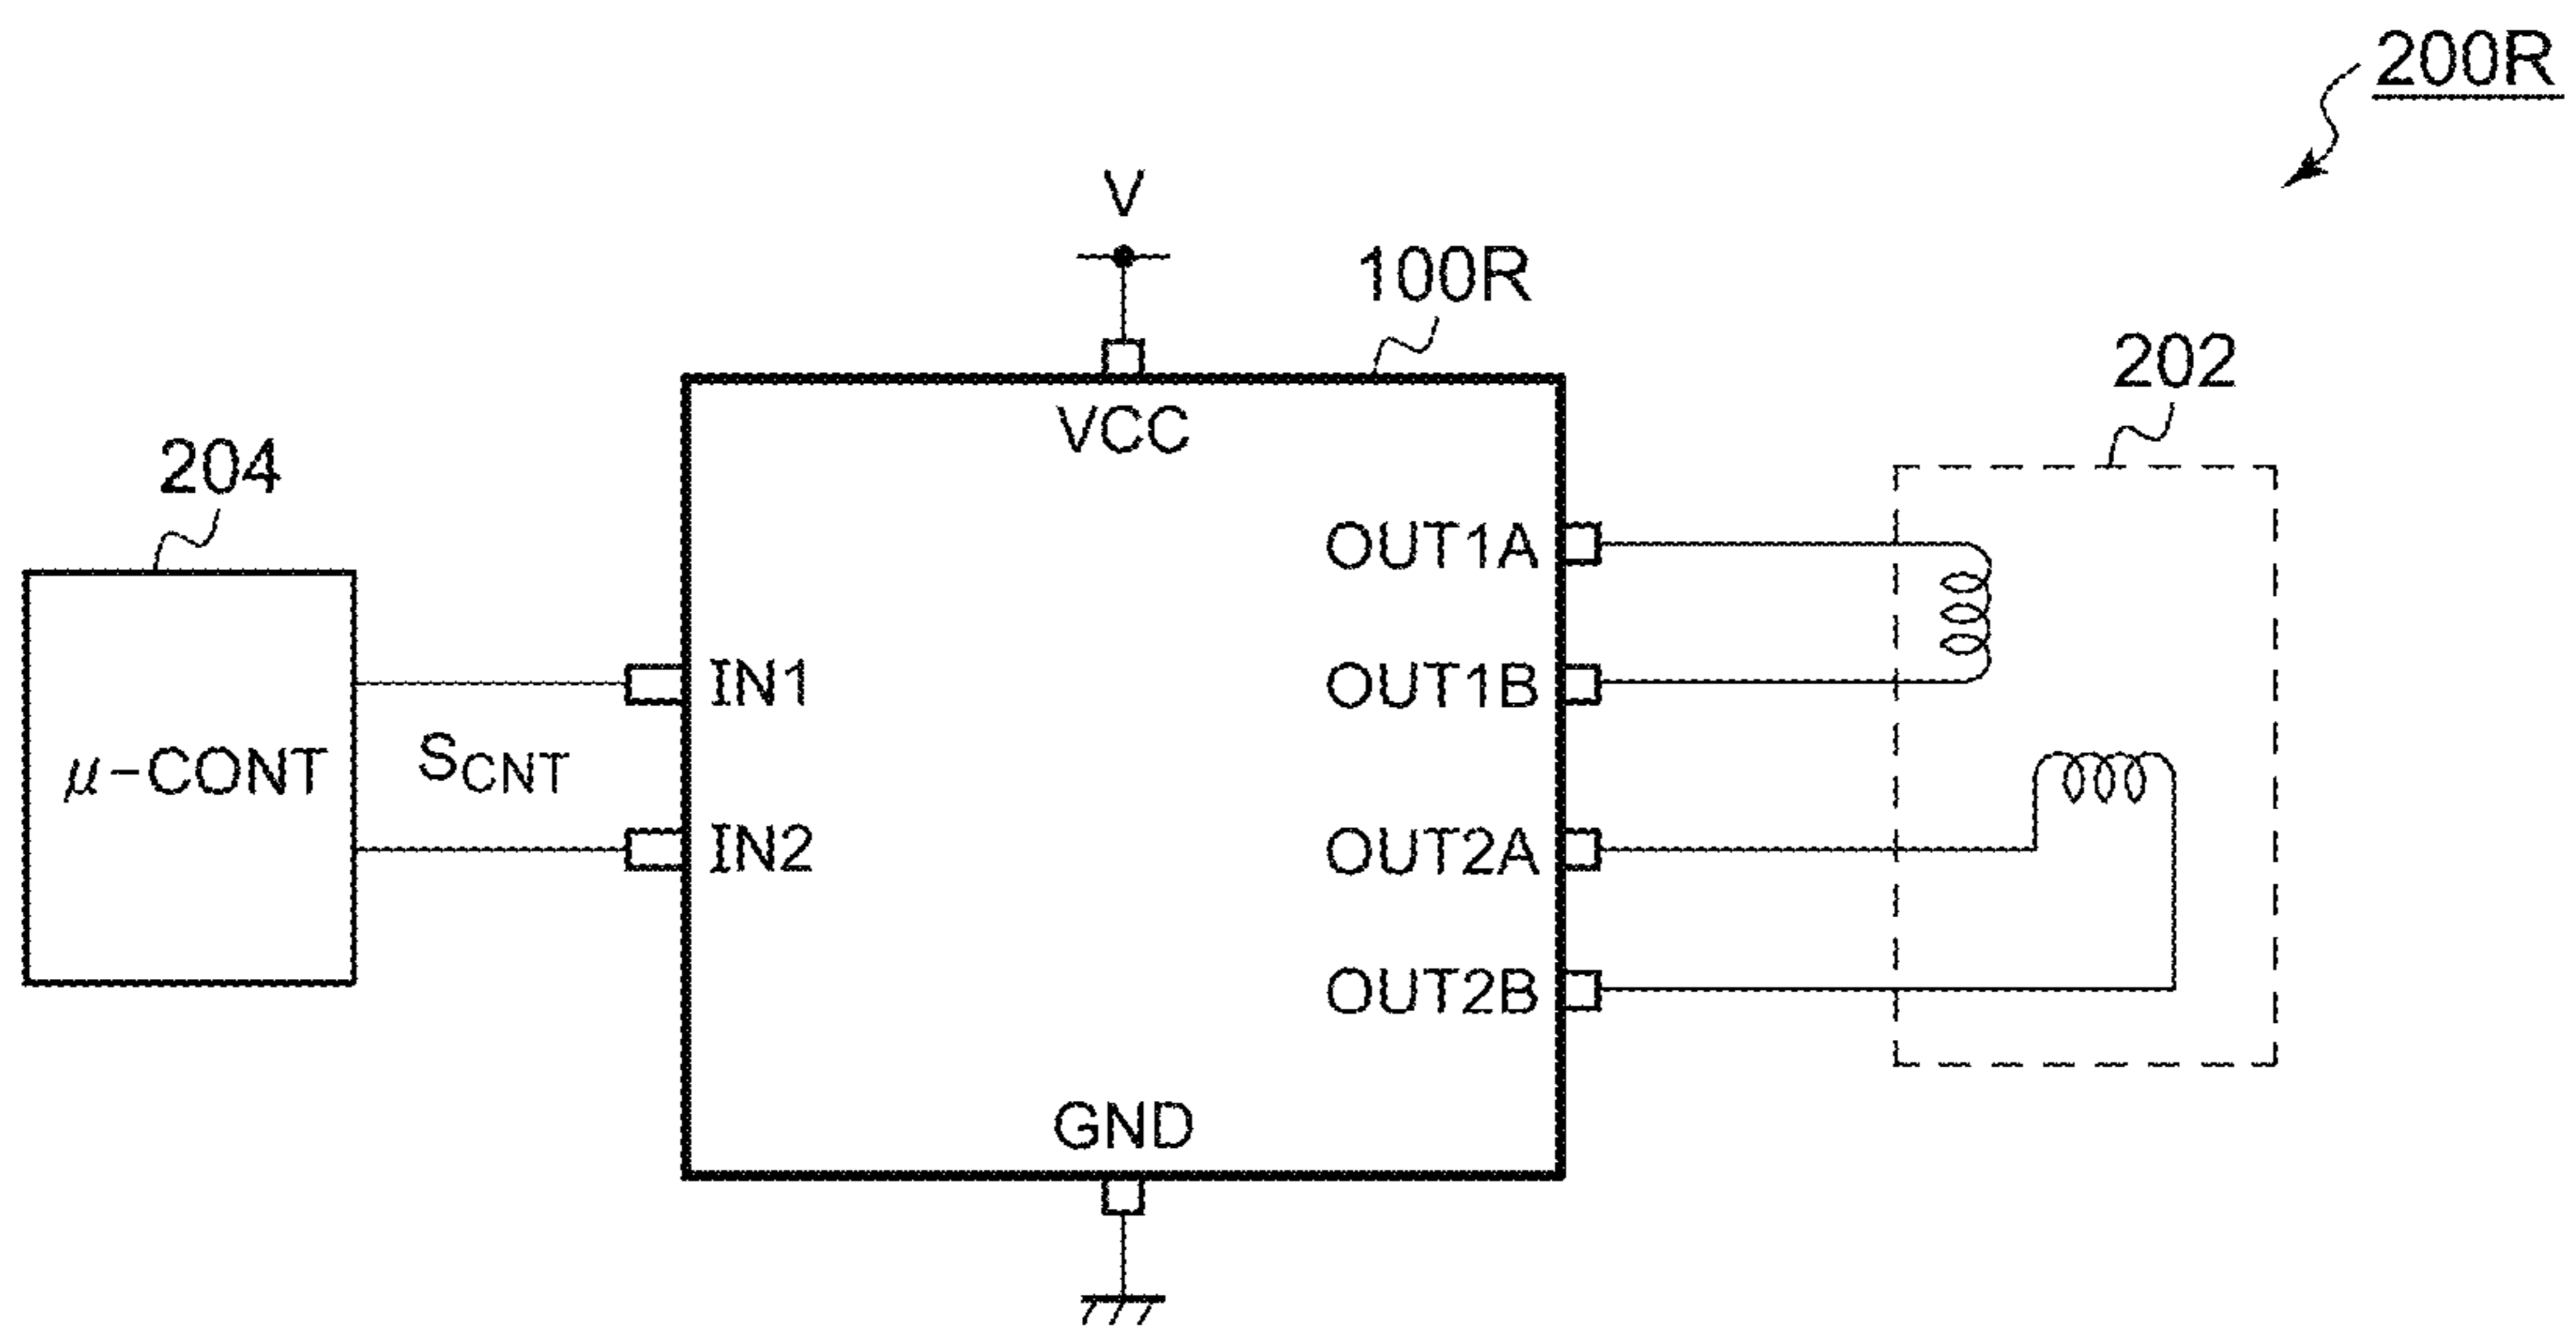 200R
V
100R
202
VCC
204
OUT1A
IN1
OUT1B
μ-CONT
SCNT
IN2
OUT2A
OUT2B
GND